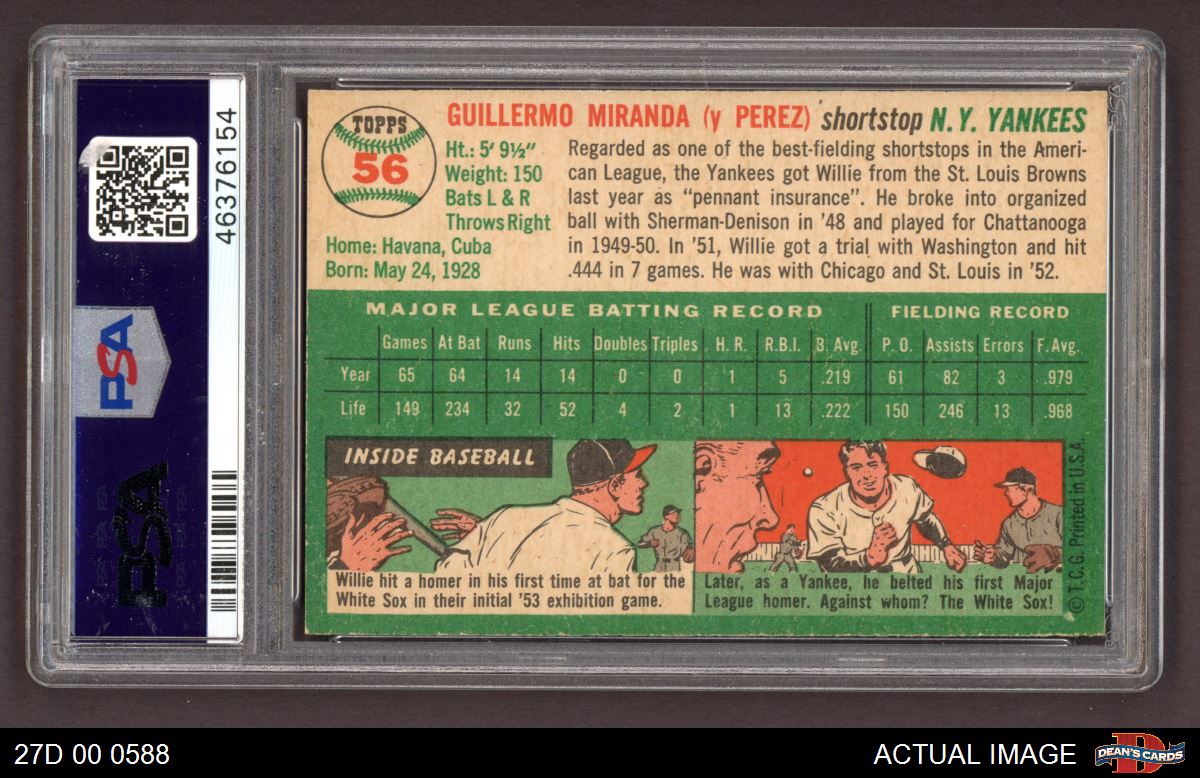 TOPPS
56
GUILLERMO MIRANDA (y PEREZ) shortstop N.Y. YANKEES
Ht.: 5' 9½"
Weight: 150
Bats L & R
Throws Right
Home: Havana, Cuba
Born: May 24, 1928
Regarded as one of the best-fielding shortstops in the Ameri-
can League, the Yankees got Willie from the St. Louis Browns
last year as "pennant insurance". He broke into organized
ball with Sherman-Denison in '48 and played for Chattanooga
in 1949-50. In '51, Willie got a trial with Washington and hit
.444 in 7 games. He was with Chicago and St. Louis in '52.
MAJOR LEAGUE BATTING RECORD FIELDING RECORD
Games At Bat Runs Hits Doubles Triples H. R. R.B.I. B. Avg. P. O. Assists Errors F. Avg.
Year 65 64 14 14 0 0 1 5 .219 61 82 3 .979
Life 149 234 32 52 4 2 1 13 .222 150 246 13 .968
INSIDE BASEBALL
Willie hit a homer in his first time at bat for the
White Sox in their initial '53 exhibition game.
Later, as a Yankee, he belted his first Major
League homer. Against whom? The White Sox!
© T.C.G. Printed in U.S.A.
46376154
PSA
PSA
27D 00 0588
ACTUAL IMAGE
DEAN'S CARDS